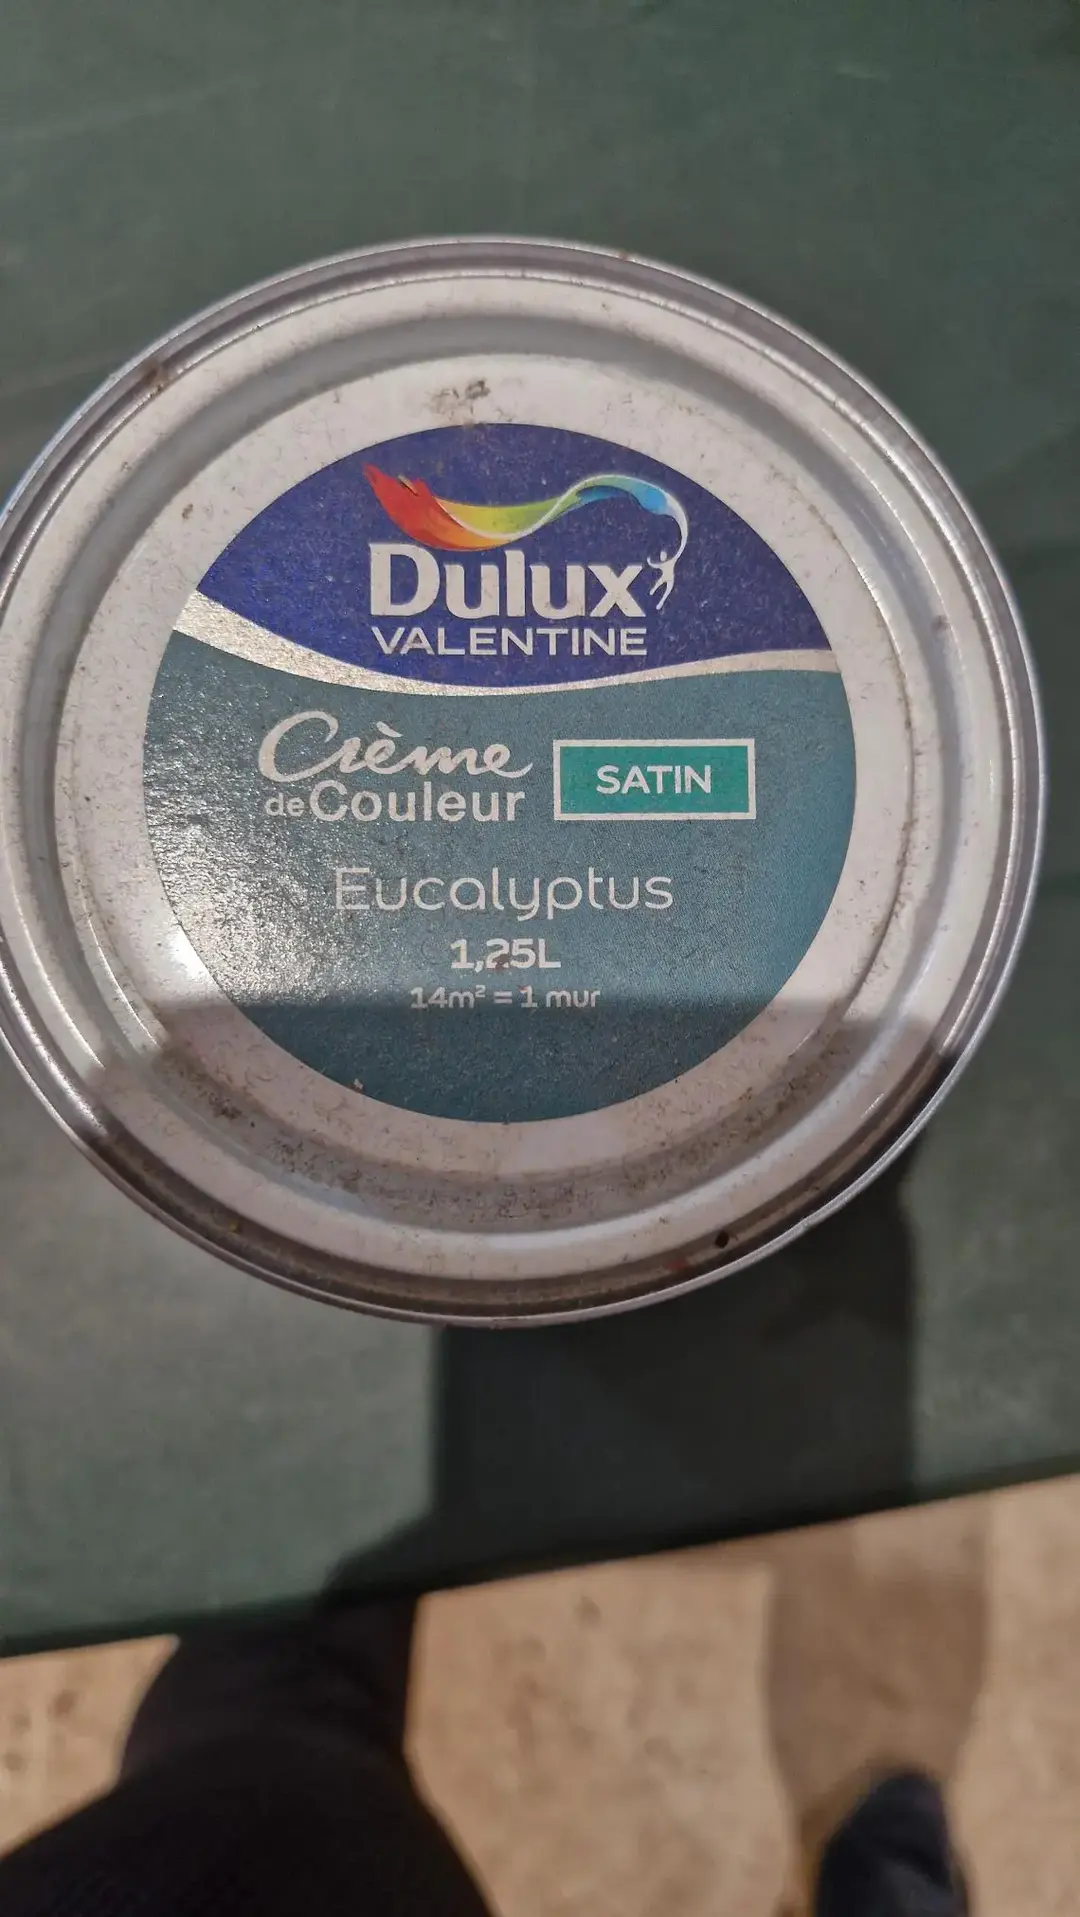 Dulux
VALENTINE
Crème
de Couleur
SATIN
Eucalyptus
1,25L
14m² = 1 mur